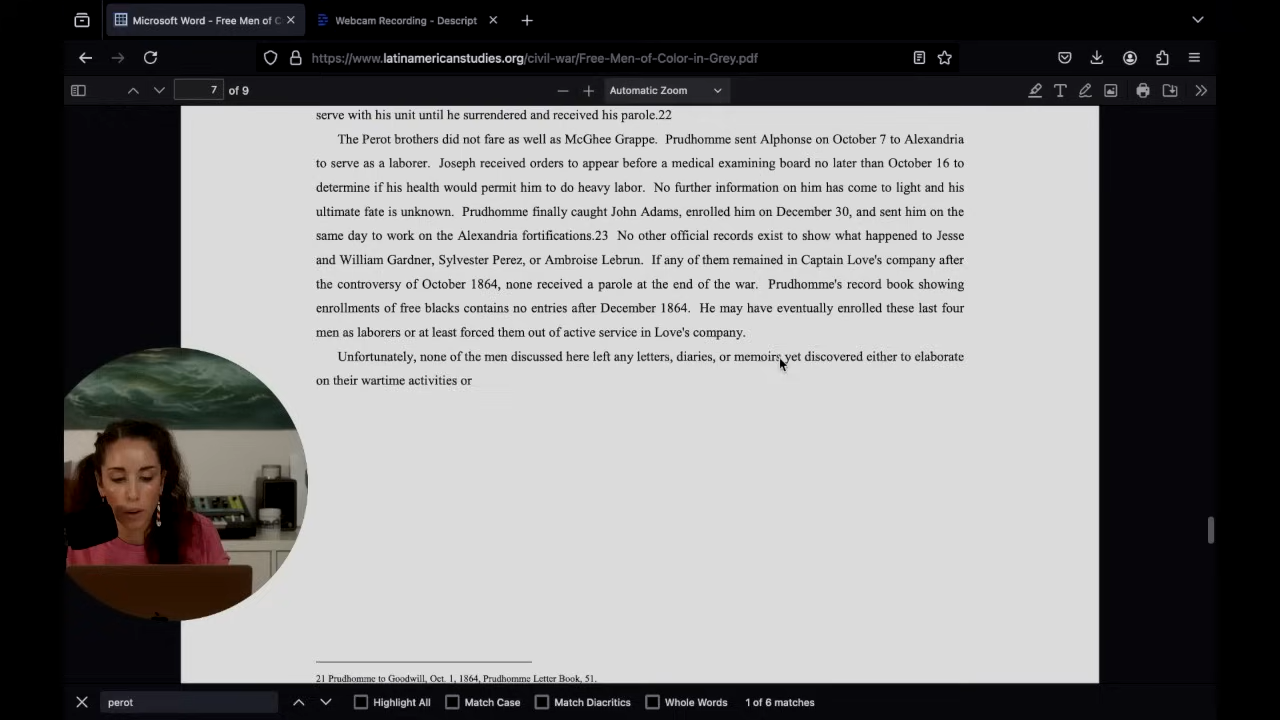 Microsoft Word - Free Men of C
Webcam Recording - Descript
https://www.latinamericanstudies.org/civil-war/Free-Men-of-Color-in-Grey.pdf
7 of 9
Automatic Zoom
serve with his unit until he surrendered and received his parole.22
The Perot brothers did not fare as well as McGhee Grappe. Prudhomme sent Alphonse on October 7 to Alexandria
to serve as a laborer. Joseph received orders to appear before a medical examining board no later than October 16 to
determine if his health would permit him to do heavy labor. No further information on him has come to light and his
ultimate fate is unknown. Prudhomme finally caught John Adams, enrolled him on December 30, and sent him on the
same day to work on the Alexandria fortifications.23 No other official records exist to show what happened to Jesse
and William Gardner, Sylvester Perez, or Ambroise Lebrun. If any of them remained in Captain Love's company after
the controversy of October 1864, none received a parole at the end of the war. Prudhomme's record book showing
enrollments of free blacks contains no entries after December 1864. He may have eventually enrolled these last four
men as laborers or at least forced them out of active service in Love's company.
Unfortunately, none of the men discussed here left any letters, diaries, or memoirs yet discovered either to elaborate
on their wartime activities or
21 Prudhomme to Goodwill, Oct. 1, 1864, Prudhomme Letter Book, 51.
perot
Highlight All
Match Case
Match Diacritics
Whole Words
1 of 6 matches